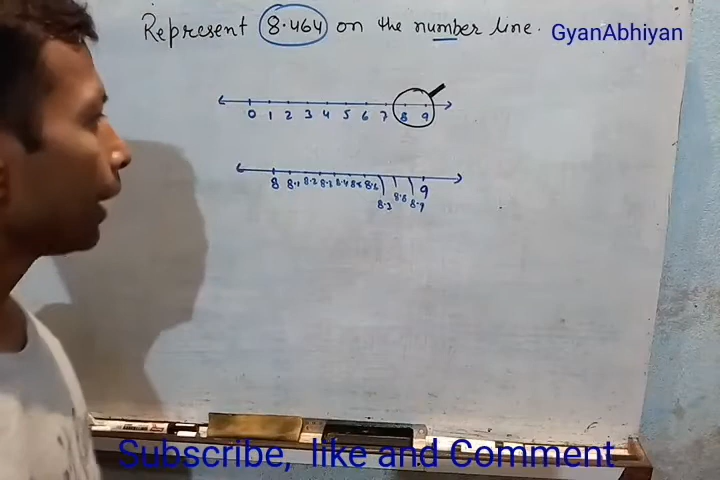 Represent 8.464 on the number line. GyanAbhiyan
0 1 2 3 4 5 6 7 8 9
8 8.1 8.2 8.3 8.4 8.5 8.6 8.8 9
8.9
Subscribe, like and Comment